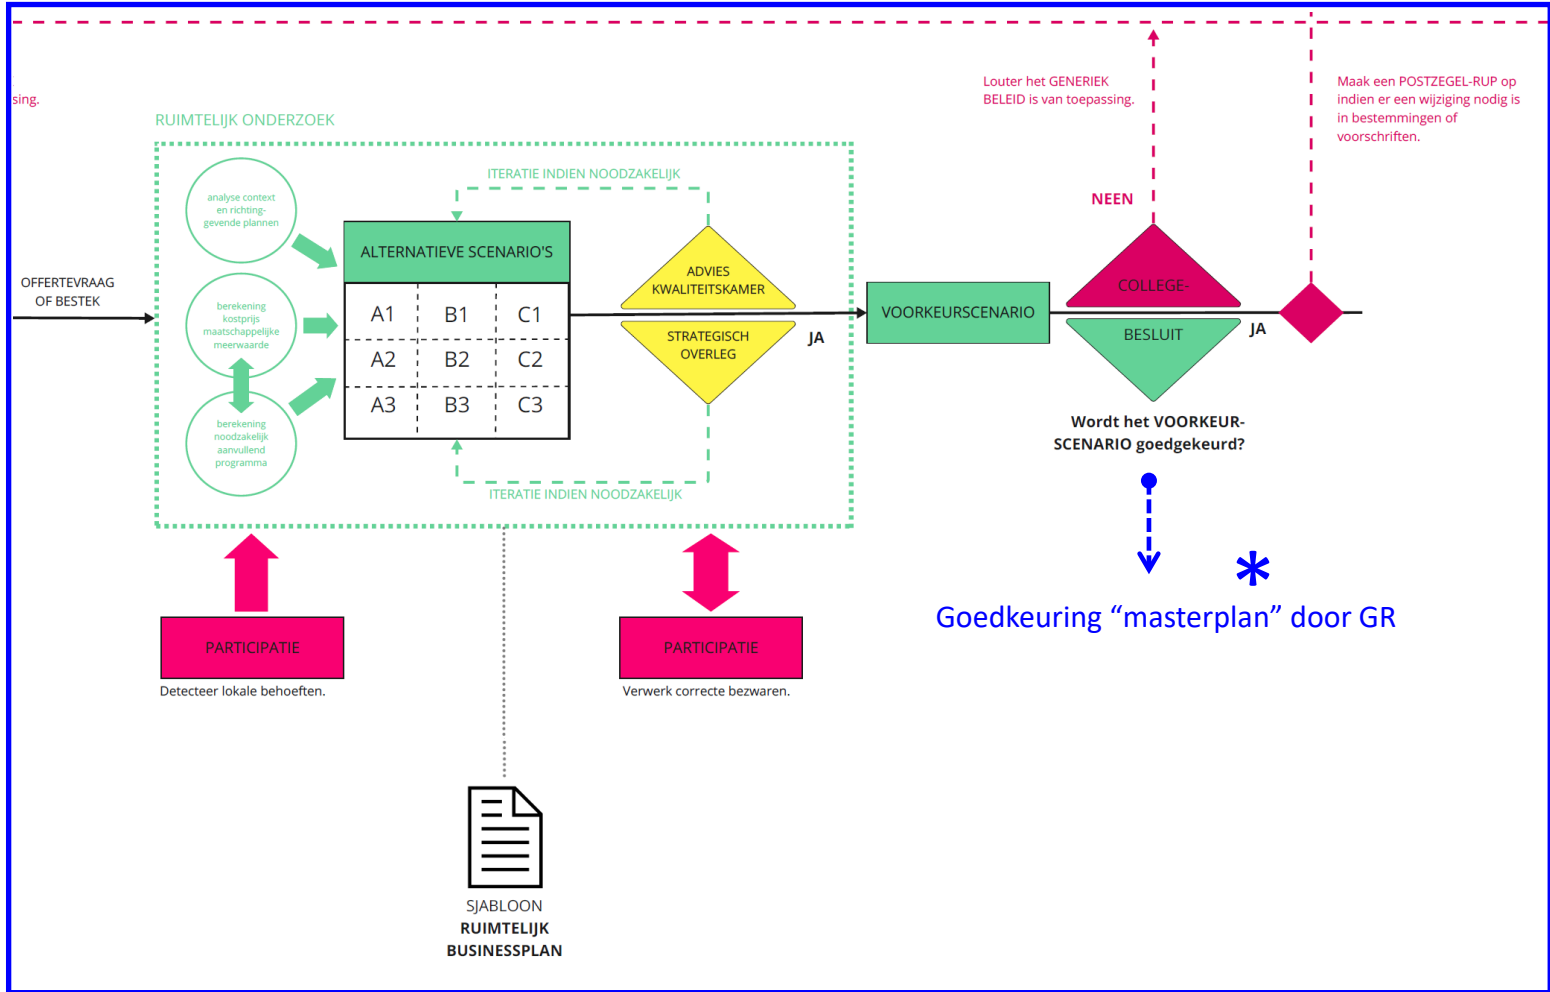 sing.
Louter het GENERIEK
BELEID is van toepassing.
Maak een POSTZEGEL-RUP op
indien er een wijziging nodig is
in bestemmingen of
voorschriften.
RUIMTELIJK ONDERZOEK
ITERATIE INDIEN NOODZAKELIJK
analyse context
en richting-
gevende plannen
NEEN
OFFERTEVRAAG
OF BESTEK
berekening
kostprijs
maatschappelijke
meerwaarde
berekening
noodzakelijk
aanvullend
programma
ALTERNATIEVE SCENARIO'S
A1 B1 C1
A2 B2 C2
A3 B3 C3
ADVIES
KWALITEITSKAMER
STRATEGISCH
OVERLEG
JA
VOORKEURSCENARIO
COLLEGE-
BESLUIT
JA
Wordt het VOORKEUR-
SCENARIO goedgekeurd?
ITERATIE INDIEN NOODZAKELIJK
*
Goedkeuring “masterplan” door GR
PARTICIPATIE
Detecteer lokale behoeften.
PARTICIPATIE
Verwerk correcte bezwaren.
SJABLOON
RUIMTELIJK
BUSINESSPLAN